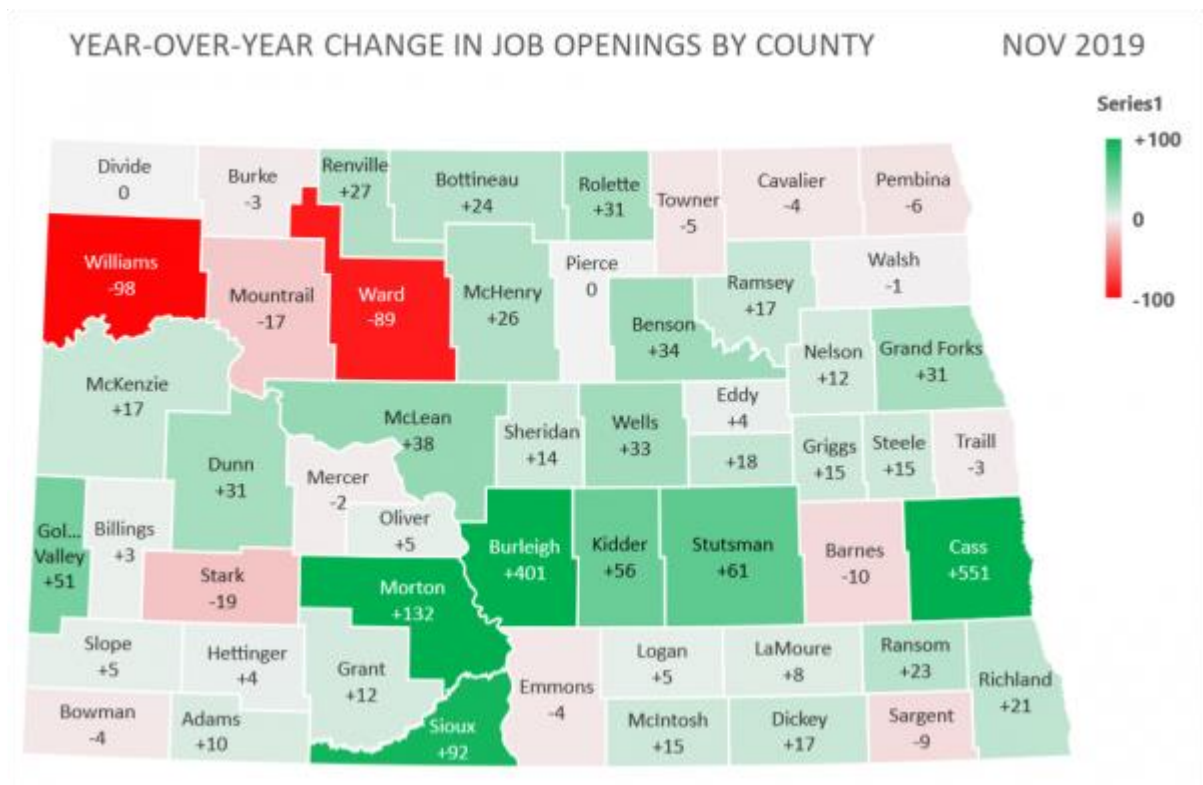 YEAR-OVER-YEAR CHANGE IN JOB OPENINGS BY COUNTY
NOV 2019
Series1
+100
0
-100
Divide
0
Burke
-3
Renville
+27
Bottineau
+24
Rolette
+31
Towner
-5
Cavalier
-4
Pembina
-6
Williams
-98
Mountrail
-17
Ward
-89
McHenry
+26
Pierce
0
Benson
+34
Ramsey
+17
Walsh
-1
Nelson
+12
Grand Forks
+31
McKenzie
+17
Dunn
+31
McLean
+38
Mercer
-2
Oliver
+5
Sheridan
+14
Wells
+33
Eddy
+4
+18
Griggs
+15
Steele
+15
Traill
-3
Gol...
Valley
+51
Billings
+3
Stark
-19
Morton
+132
Burleigh
+401
Kidder
+56
Stutsman
+61
Barnes
-10
Cass
+551
Slope
+5
Hettinger
+4
Grant
+12
Sioux
+92
Emmons
-4
Logan
+5
LaMoure
+8
Ransom
+23
Richland
+21
Bowman
-4
Adams
+10
McIntosh
+15
Dickey
+17
Sargent
-9